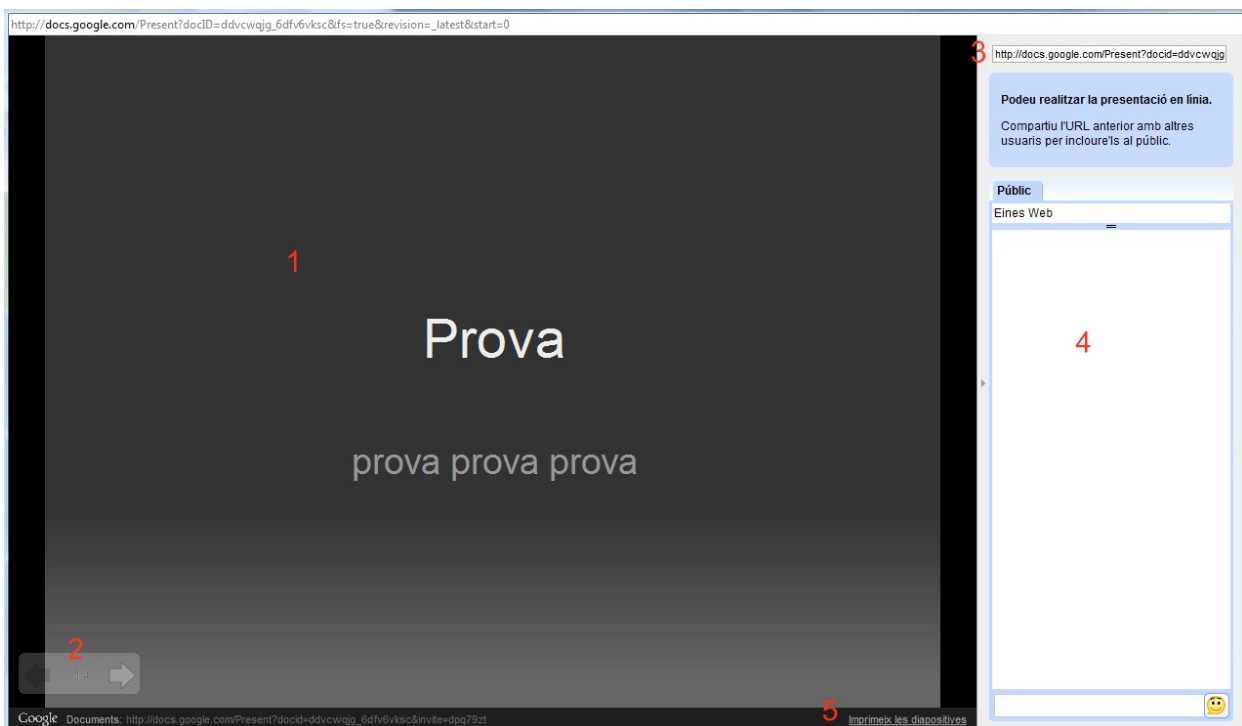 http://docs.google.com/Present?docID=ddvcwqjg_6dfv6vksc&fs=true&revision=_latest&start=0
3
http://docs.google.com/Present?docid=ddvcwqjg
Podeu realitzar la presentació en línia.
Compartiu l'URL anterior amb altres
usuaris per incloure'ls al públic.
Públic
Eines Web
1
Prova
4
prova prova prova
2
5
Google Documents: http://docs.google.com/Present?docid=ddvcwqjg_6dfv6vksc&invite=dpq79zt
Imprimeix les diapositives